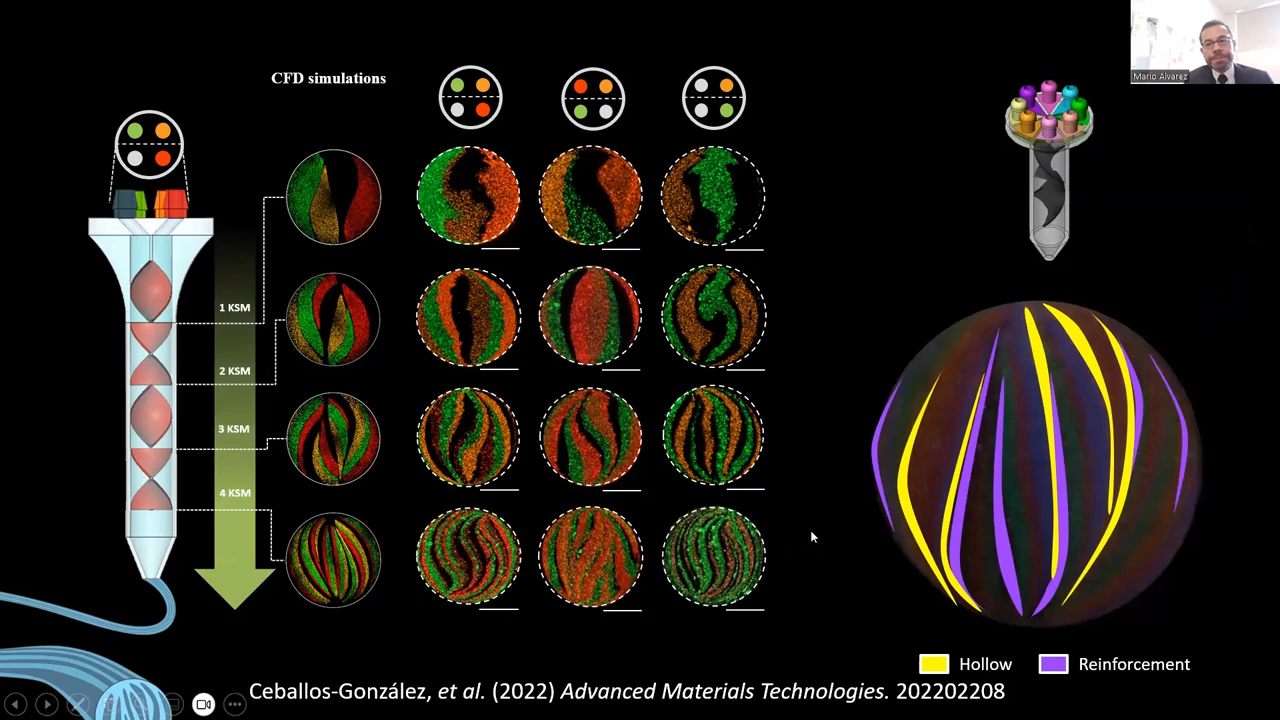 Mario Alvarez
CFD simulations
1 KSM
2 KSM
3 KSM
4 KSM
Hollow
Reinforcement
Ceballos-González, et al. (2022) Advanced Materials Technologies. 202202208